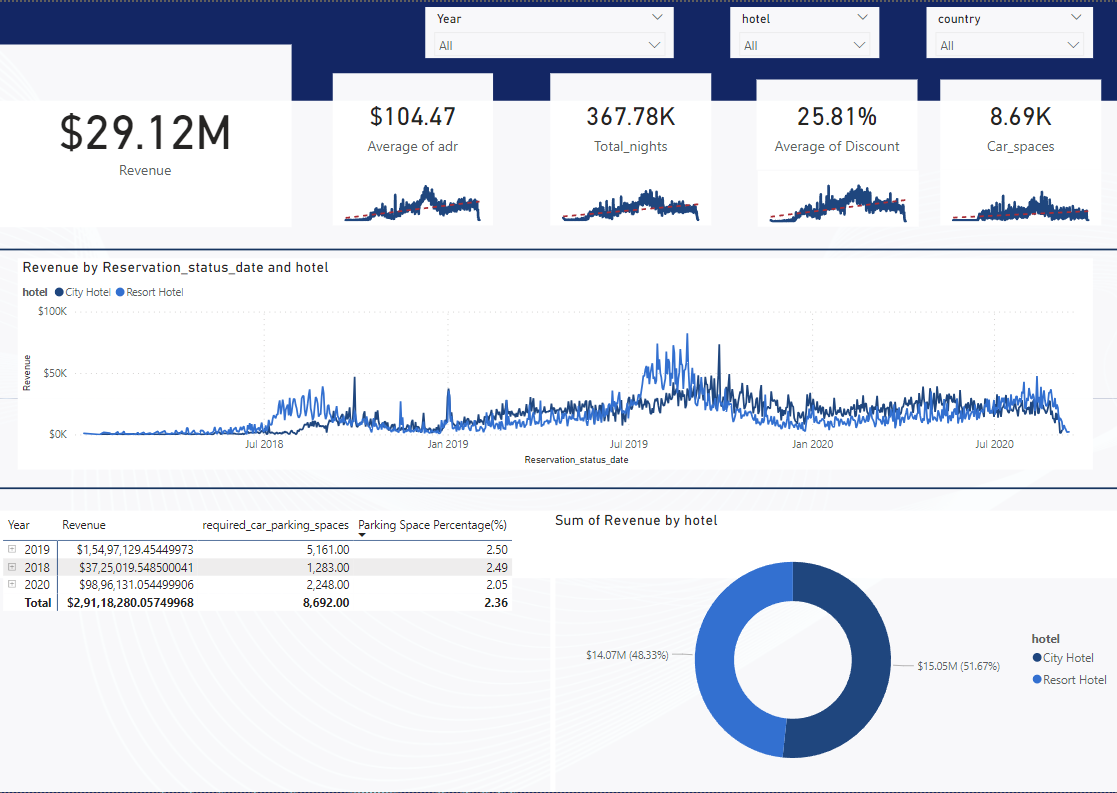 Year
All
hotel
All
country
All
$29.12M
Revenue
$104.47
Average of adr
367.78K
Total_nights
25.81%
Average of Discount
8.69K
Car_spaces
Revenue by Reservation_status_date and hotel
hotel City Hotel Resort Hotel
$100K
$50K
$0K
Revenue
Jul 2018 Jan 2019 Jul 2019 Jan 2020 Jul 2020
Reservation_status_date
Year Revenue required_car_parking_spaces Parking Space Percentage(%)
2019 $1,54,97,129.45449973 5,161.00 2.50
2018 $37,25,019.548500041 1,283.00 2.49
2020 $98,96,131.054499906 2,248.00 2.05
Total $2,91,18,280.05749968 8,692.00 2.36
Sum of Revenue by hotel
$14.07M (48.33%)
$15.05M (51.67%)
hotel
City Hotel
Resort Hotel